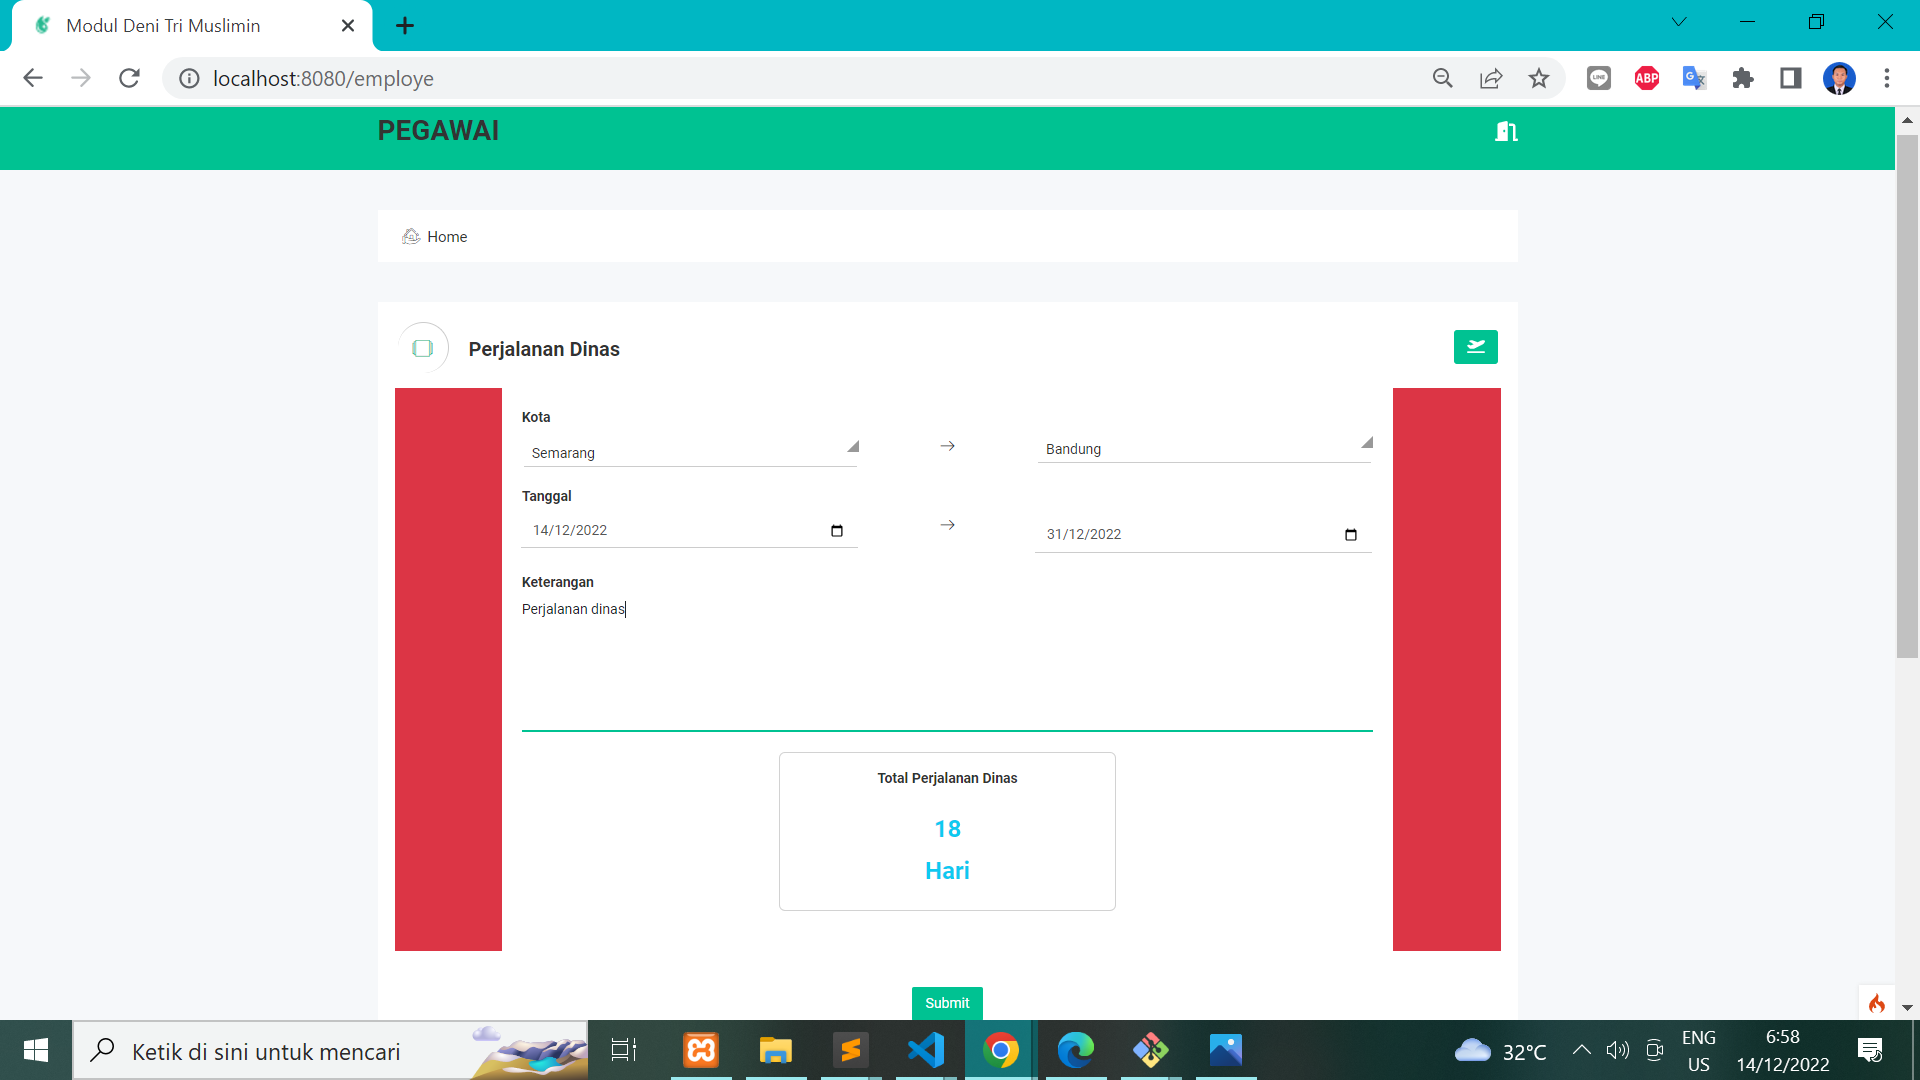 Modul Deni Tri Muslimin
localhost:8080/employe
LINE
ABP
PEGAWAI
Home
Perjalanan Dinas
Kota
Semarang
Bandung
Tanggal
14/12/2022
31/12/2022
Keterangan
Perjalanan dinas
Total Perjalanan Dinas
18
Hari
Submit
Ketik di sini untuk mencari
32°C
ENG
US
6:58
14/12/2022